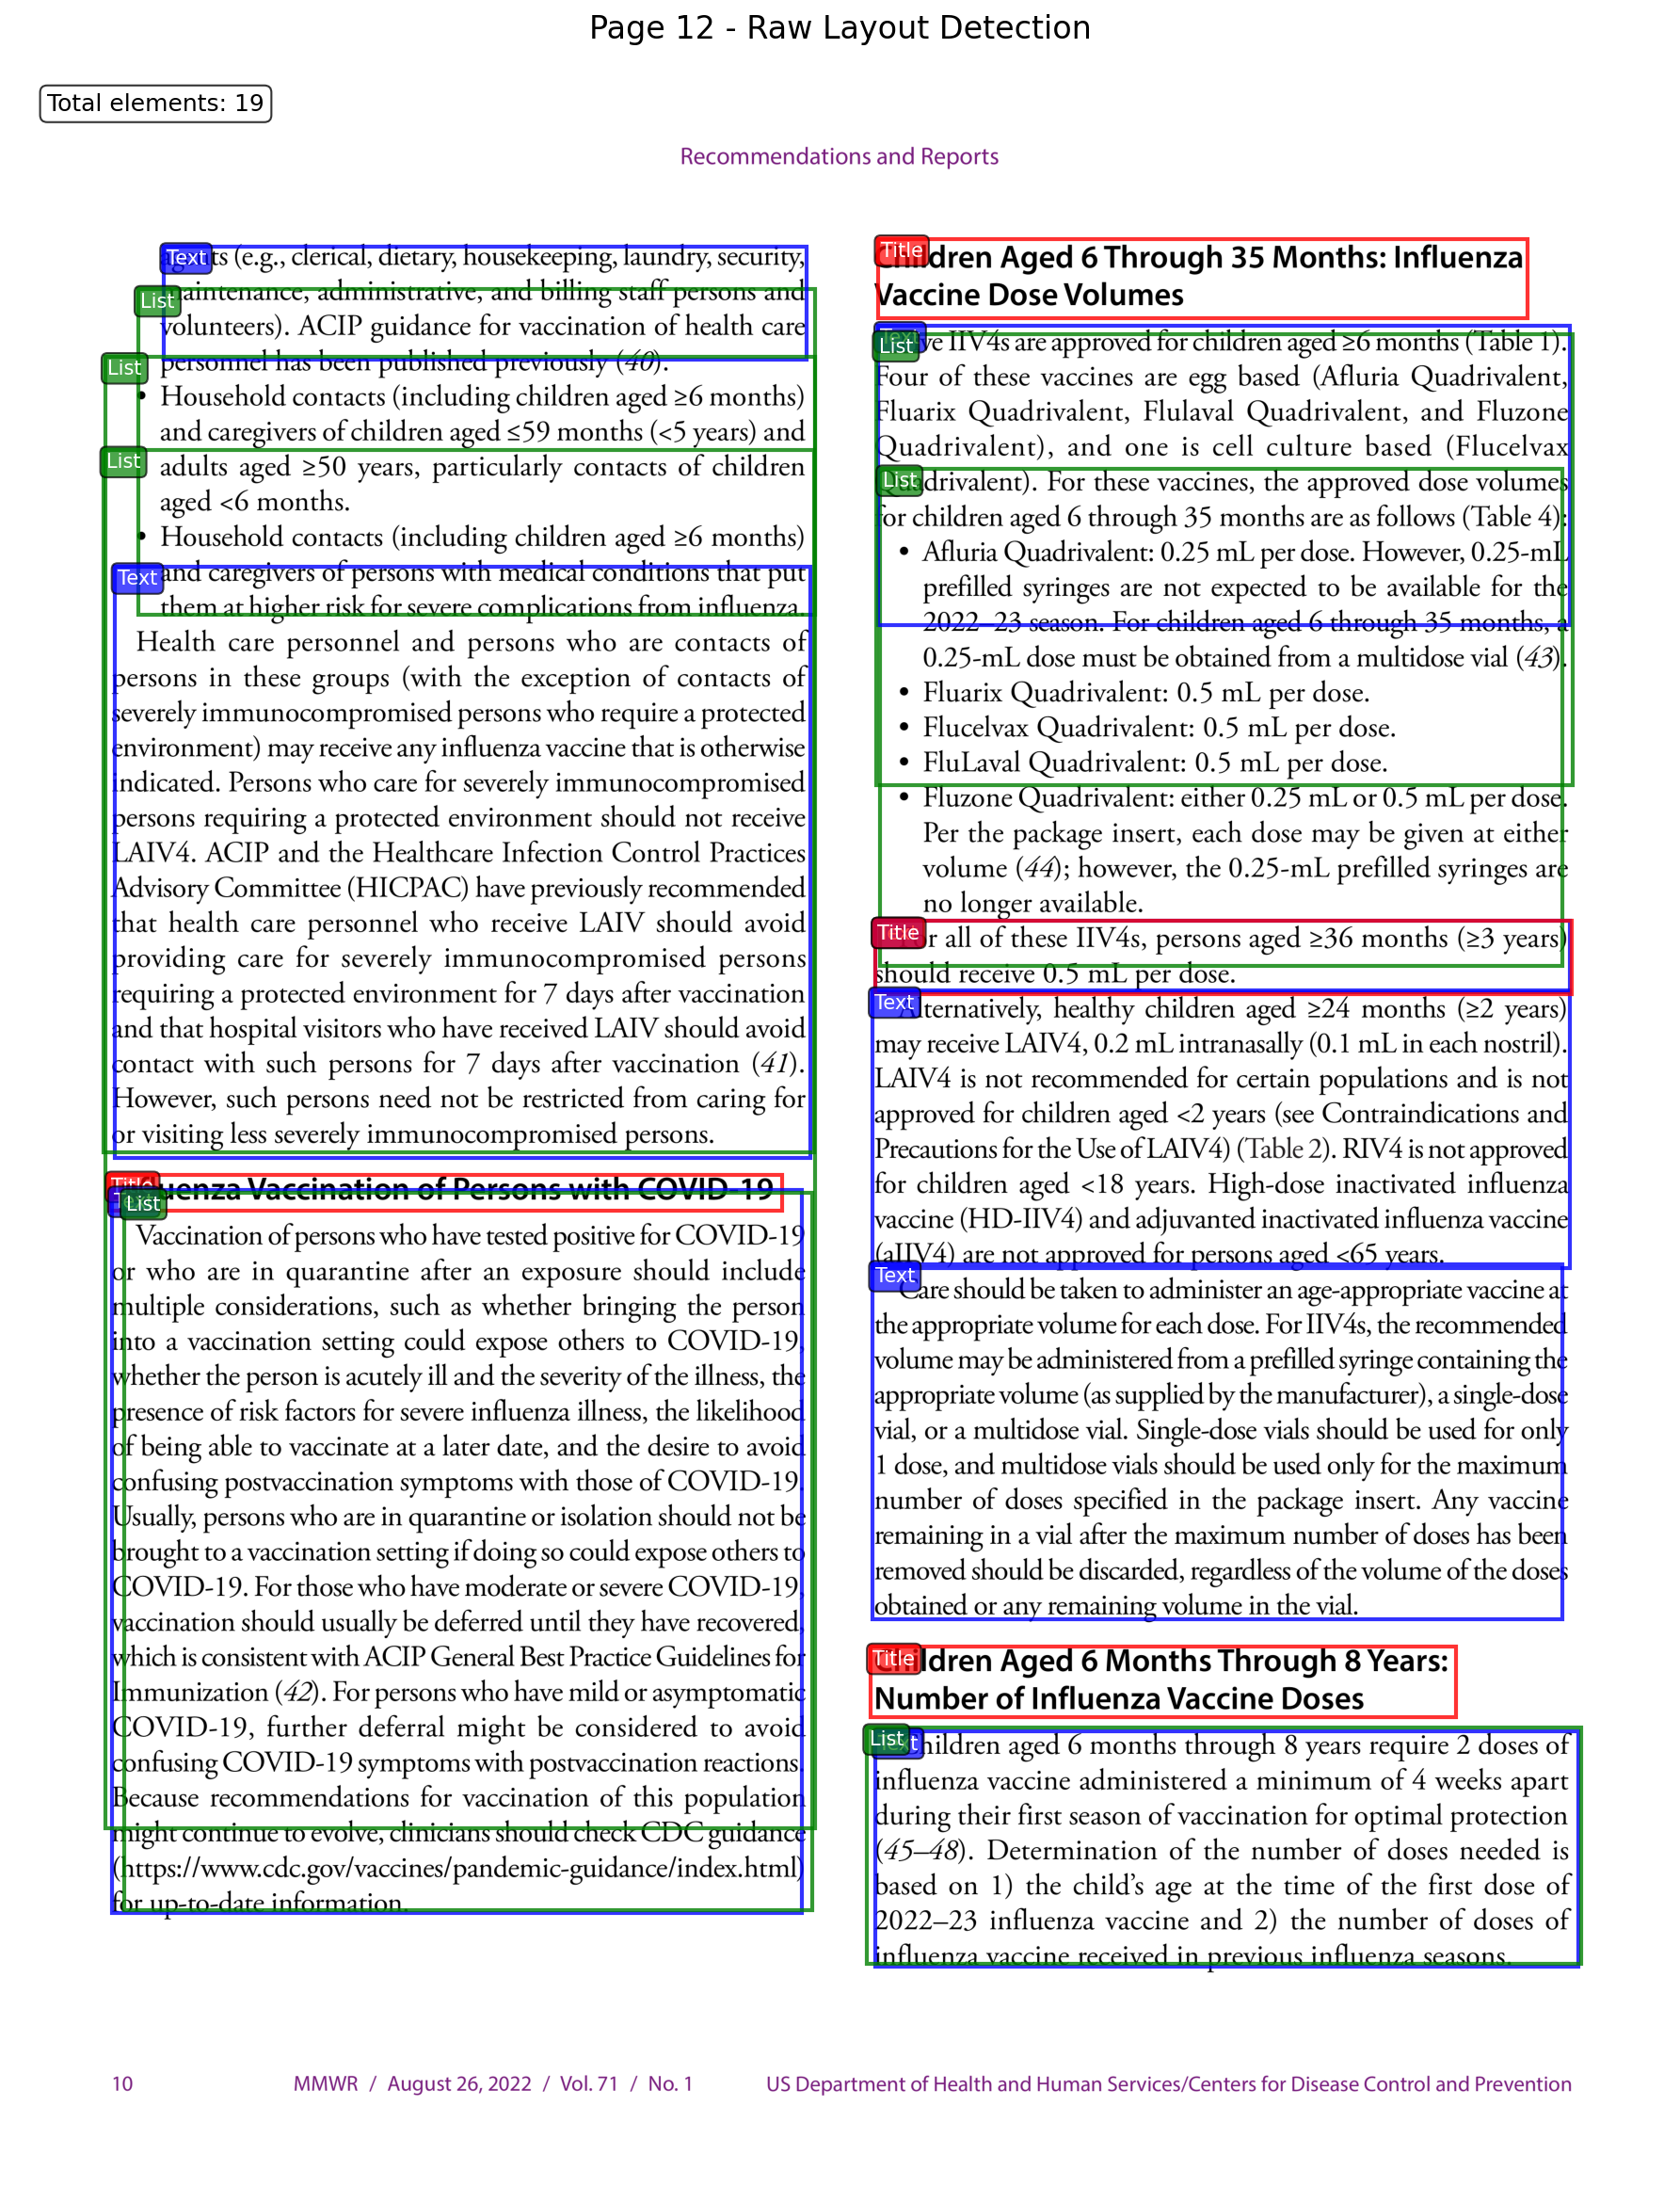 Page 12 - Raw Layout Detection
Total elements: 19
Recommendations and Reports
Text
ts (e.g., clerical, dietary, housekeeping, laundry, security,
List
maintenance, administrative, and billing staff persons and
volunteers). ACIP guidance for vaccination of health care
List
personnel has been published previously (40).
• Household contacts (including children aged ≥6 months)
and caregivers of children aged ≤59 months (<5 years) and
List
adults aged ≥50 years, particularly contacts of children
aged <6 months.
• Household contacts (including children aged ≥6 months)
Text
and caregivers of persons with medical conditions that put
them at higher risk for severe complications from influenza.
Health care personnel and persons who are contacts of
persons in these groups (with the exception of contacts of
severely immunocompromised persons who require a protected
environment) may receive any influenza vaccine that is otherwise
indicated. Persons who care for severely immunocompromised
persons requiring a protected environment should not receive
LAIV4. ACIP and the Healthcare Infection Control Practices
Advisory Committee (HICPAC) have previously recommended
that health care personnel who receive LAIV should avoid
providing care for severely immunocompromised persons
requiring a protected environment for 7 days after vaccination
and that hospital visitors who have received LAIV should avoid
contact with such persons for 7 days after vaccination (41).
However, such persons need not be restricted from caring for
or visiting less severely immunocompromised persons.
Title
uenza Vaccination of Persons with COVID-19
List
Vaccination of persons who have tested positive for COVID-19
or who are in quarantine after an exposure should include
multiple considerations, such as whether bringing the person
into a vaccination setting could expose others to COVID-19,
whether the person is acutely ill and the severity of the illness, the
presence of risk factors for severe influenza illness, the likelihood
of being able to vaccinate at a later date, and the desire to avoid
confusing postvaccination symptoms with those of COVID-19.
Usually, persons who are in quarantine or isolation should not be
brought to a vaccination setting if doing so could expose others to
COVID-19. For those who have moderate or severe COVID-19,
vaccination should usually be deferred until they have recovered,
which is consistent with ACIP General Best Practice Guidelines for
Immunization (42). For persons who have mild or asymptomatic
COVID-19, further deferral might be considered to avoid
confusing COVID-19 symptoms with postvaccination reactions.
Because recommendations for vaccination of this population
might continue to evolve, clinicians should check CDC guidance
(https://www.cdc.gov/vaccines/pandemic-guidance/index.html)
for up-to-date information.
Title
Children Aged 6 Through 35 Months: Influenza
Vaccine Dose Volumes
Text
List
ve IIV4s are approved for children aged ≥6 months (Table 1).
Four of these vaccines are egg based (Afluria Quadrivalent,
Fluarix Quadrivalent, Flulaval Quadrivalent, and Fluzone
Quadrivalent), and one is cell culture based (Flucelvax
List
Quadrivalent). For these vaccines, the approved dose volumes
for children aged 6 through 35 months are as follows (Table 4):
• Afluria Quadrivalent: 0.25 mL per dose. However, 0.25-mL
prefilled syringes are not expected to be available for the
2022–23 season. For children aged 6 through 35 months, a
0.25-mL dose must be obtained from a multidose vial (43).
• Fluarix Quadrivalent: 0.5 mL per dose.
• Flucelvax Quadrivalent: 0.5 mL per dose.
• FluLaval Quadrivalent: 0.5 mL per dose.
• Fluzone Quadrivalent: either 0.25 mL or 0.5 mL per dose.
Per the package insert, each dose may be given at either
volume (44); however, the 0.25-mL prefilled syringes are
no longer available.
Title
r all of these IIV4s, persons aged ≥36 months (≥3 years)
should receive 0.5 mL per dose.
Text
Alternatively, healthy children aged ≥24 months (≥2 years)
may receive LAIV4, 0.2 mL intranasally (0.1 mL in each nostril).
LAIV4 is not recommended for certain populations and is not
approved for children aged <2 years (see Contraindications and
Precautions for the Use of LAIV4) (Table 2). RIV4 is not approved
for children aged <18 years. High-dose inactivated influenza
vaccine (HD-IIV4) and adjuvanted inactivated influenza vaccine
(aIIV4) are not approved for persons aged <65 years.
Text
Care should be taken to administer an age-appropriate vaccine at
the appropriate volume for each dose. For IIV4s, the recommended
volume may be administered from a prefilled syringe containing the
appropriate volume (as supplied by the manufacturer), a single-dose
vial, or a multidose vial. Single-dose vials should be used for only
1 dose, and multidose vials should be used only for the maximum
number of doses specified in the package insert. Any vaccine
remaining in a vial after the maximum number of doses has been
removed should be discarded, regardless of the volume of the doses
obtained or any remaining volume in the vial.
Title
Children Aged 6 Months Through 8 Years:
Number of Influenza Vaccine Doses
List
hildren aged 6 months through 8 years require 2 doses of
influenza vaccine administered a minimum of 4 weeks apart
during their first season of vaccination for optimal protection
(45–48). Determination of the number of doses needed is
based on 1) the child's age at the time of the first dose of
2022–23 influenza vaccine and 2) the number of doses of
influenza vaccine received in previous influenza seasons.
10
MMWR / August 26, 2022 / Vol. 71 / No. 1
US Department of Health and Human Services/Centers for Disease Control and Prevention